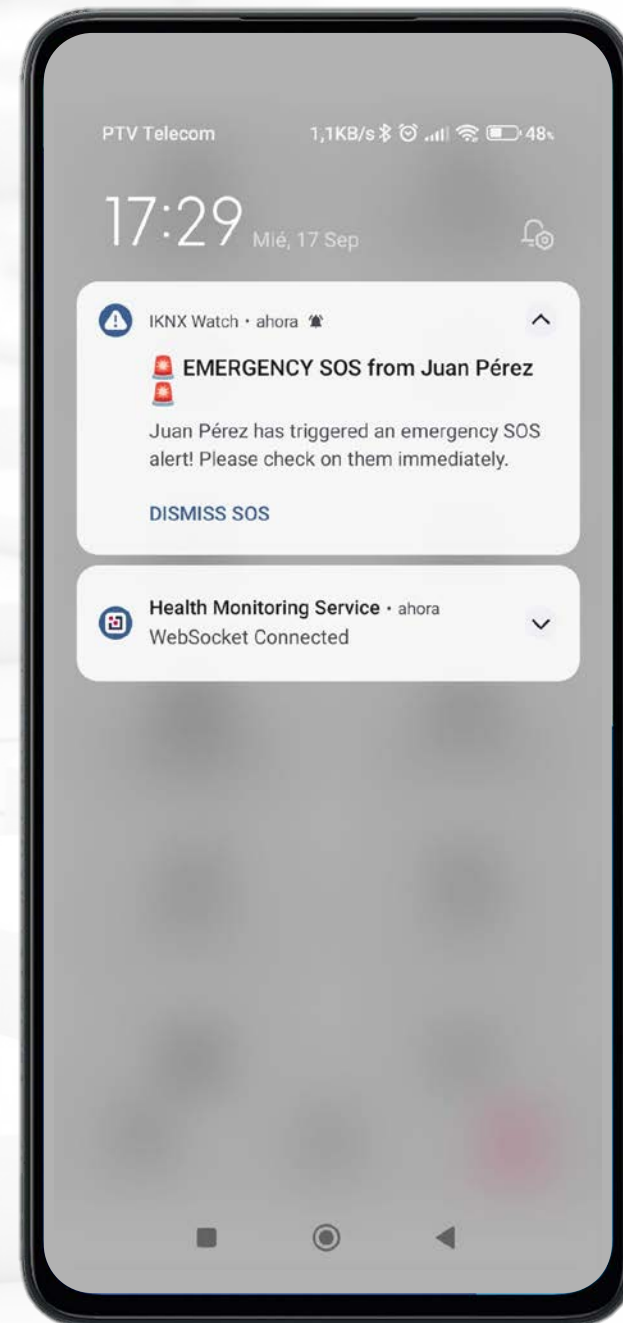 PTV Telecom 1,1KB/s 48%
17:29 Mié, 17 Sep
IKNX Watch • ahora
🚨 EMERGENCY SOS from Juan Pérez
🚨
Juan Pérez has triggered an emergency SOS
alert! Please check on them immediately.
DISMISS SOS
Health Monitoring Service • ahora
WebSocket Connected